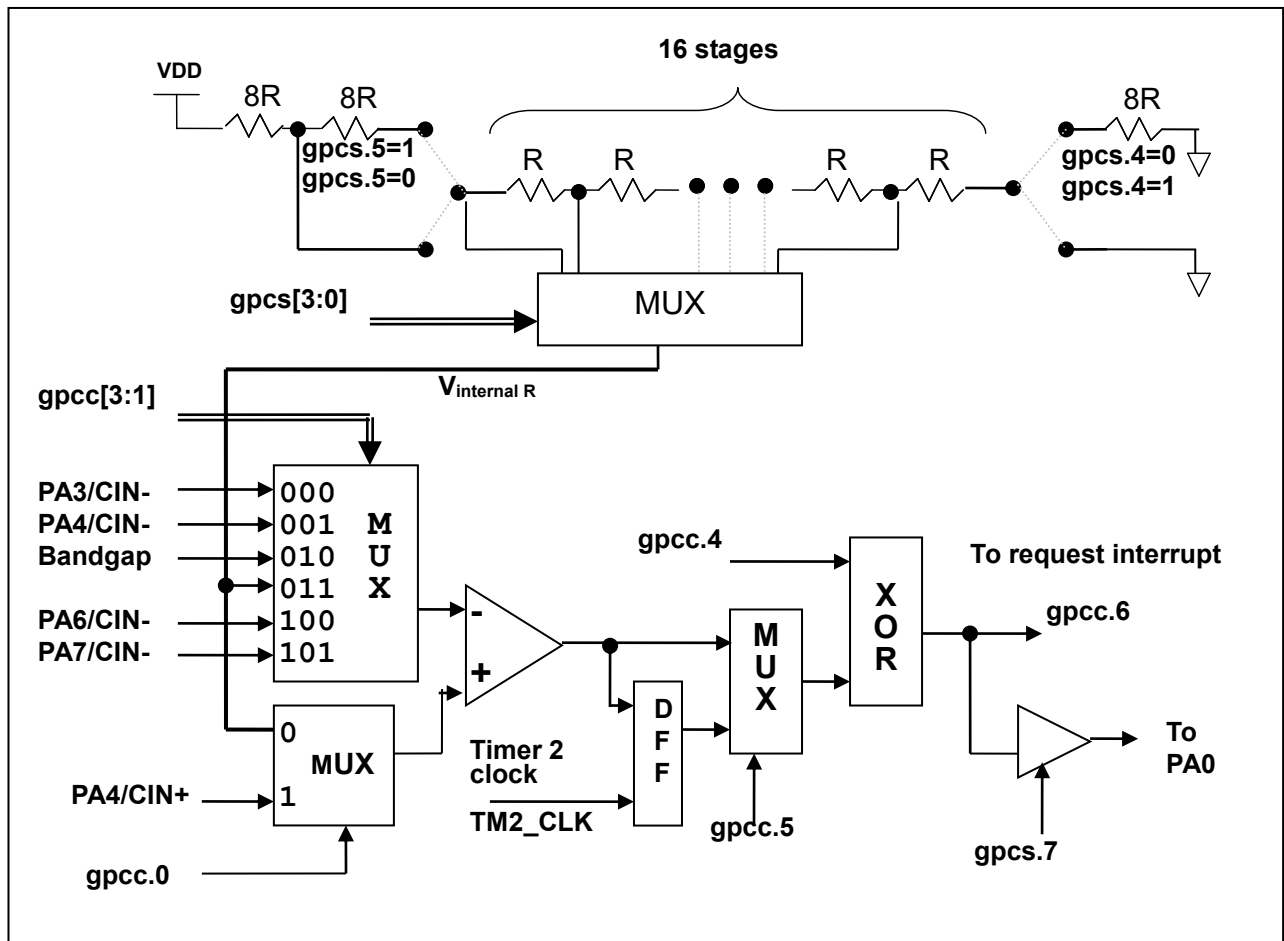 16 stages
VDD
8R
8R
8R
gpcs.5=1
gpcs.5=0
R
R
R
R
gpcs.4=0
gpcs.4=1
gpcs[3:0]
MUX
Vinternal R
gpcc[3:1]
PA3/CIN-
000
PA4/CIN-
001
Bandgap
010
011
PA6/CIN-
100
PA7/CIN-
101
M
U
X
-
+
gpcc.4
X
O
R
To request interrupt
gpcc.6
M
U
X
D
F
F
0
MUX
1
PA4/CIN+
gpcc.0
Timer 2
clock
TM2_CLK
gpcc.5
To
PA0
gpcs.7